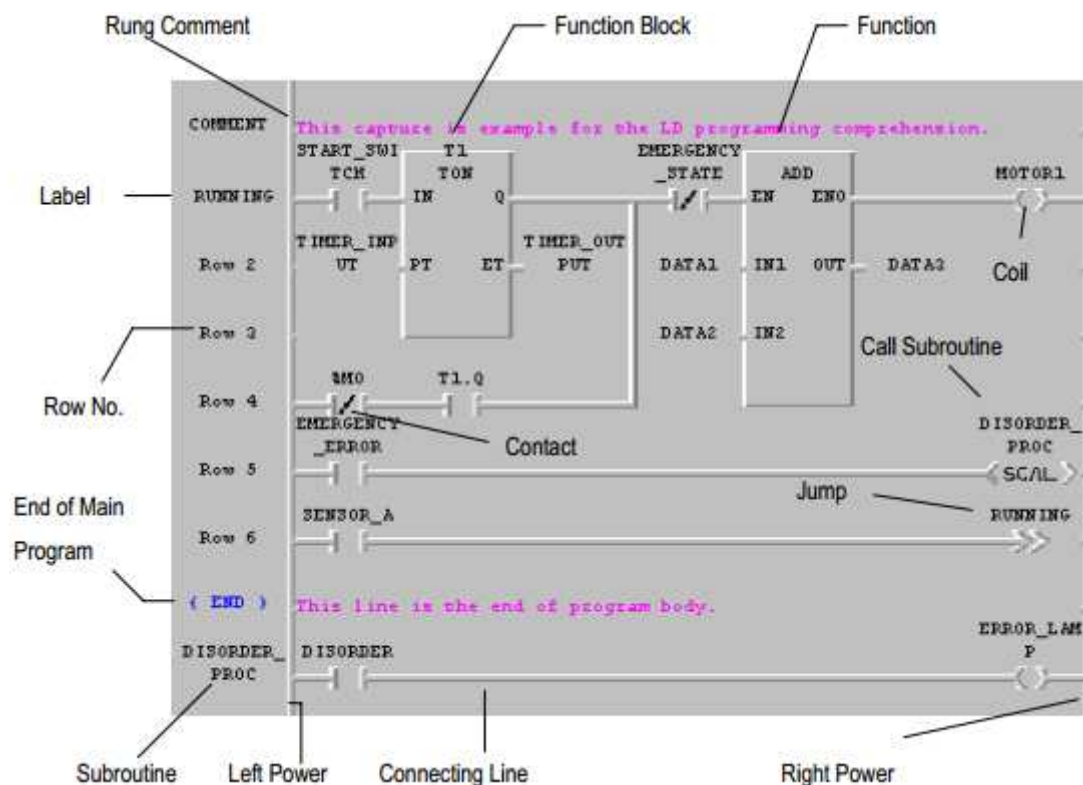 Rung Comment
Function Block
Function
COMMENT
This capture is example for the LD programming comprehension.
START_SWI
TCH
T1
TON
EMERGENCY
_STATE
ADD
MOTOR1
Label
RUNNING
IN
Q
EN
ENO
TIMER_INP
UT
TIMER_OUT
PUT
Row 2
PT
ET
DATA1
IN1
OUT
DATA3
Coil
Row 3
DATA2
IN2
Call Subroutine
Row No.
Row 4
%M0
T1.Q
EMERGENCY
_ERROR
Contact
DISORDER_
PROC
Row 5
SCAL
End of Main
Program
Jump
SENSOR_A
RUNNING
Row 6
( END )
This line is the end of program body.
ERROR_LAM
P
DISORDER_
PROC
DISORDER
Subroutine
Left Power
Connecting Line
Right Power